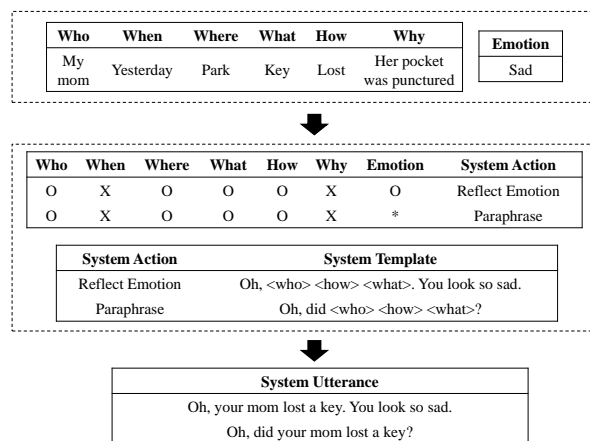 Who When Where What How Why
Emotion
My mom Yesterday Park Key Lost Her pocket was punctured
Sad
Who When Where What How Why Emotion System Action
O X O O O X O Reflect Emotion
O X O O O X * Paraphrase
System Action System Template
Reflect Emotion Oh, <who> <how> <what>. You look so sad.
Paraphrase Oh, did <who> <how> <what>?
System Utterance
Oh, your mom lost a key. You look so sad.
Oh, did your mom lost a key?